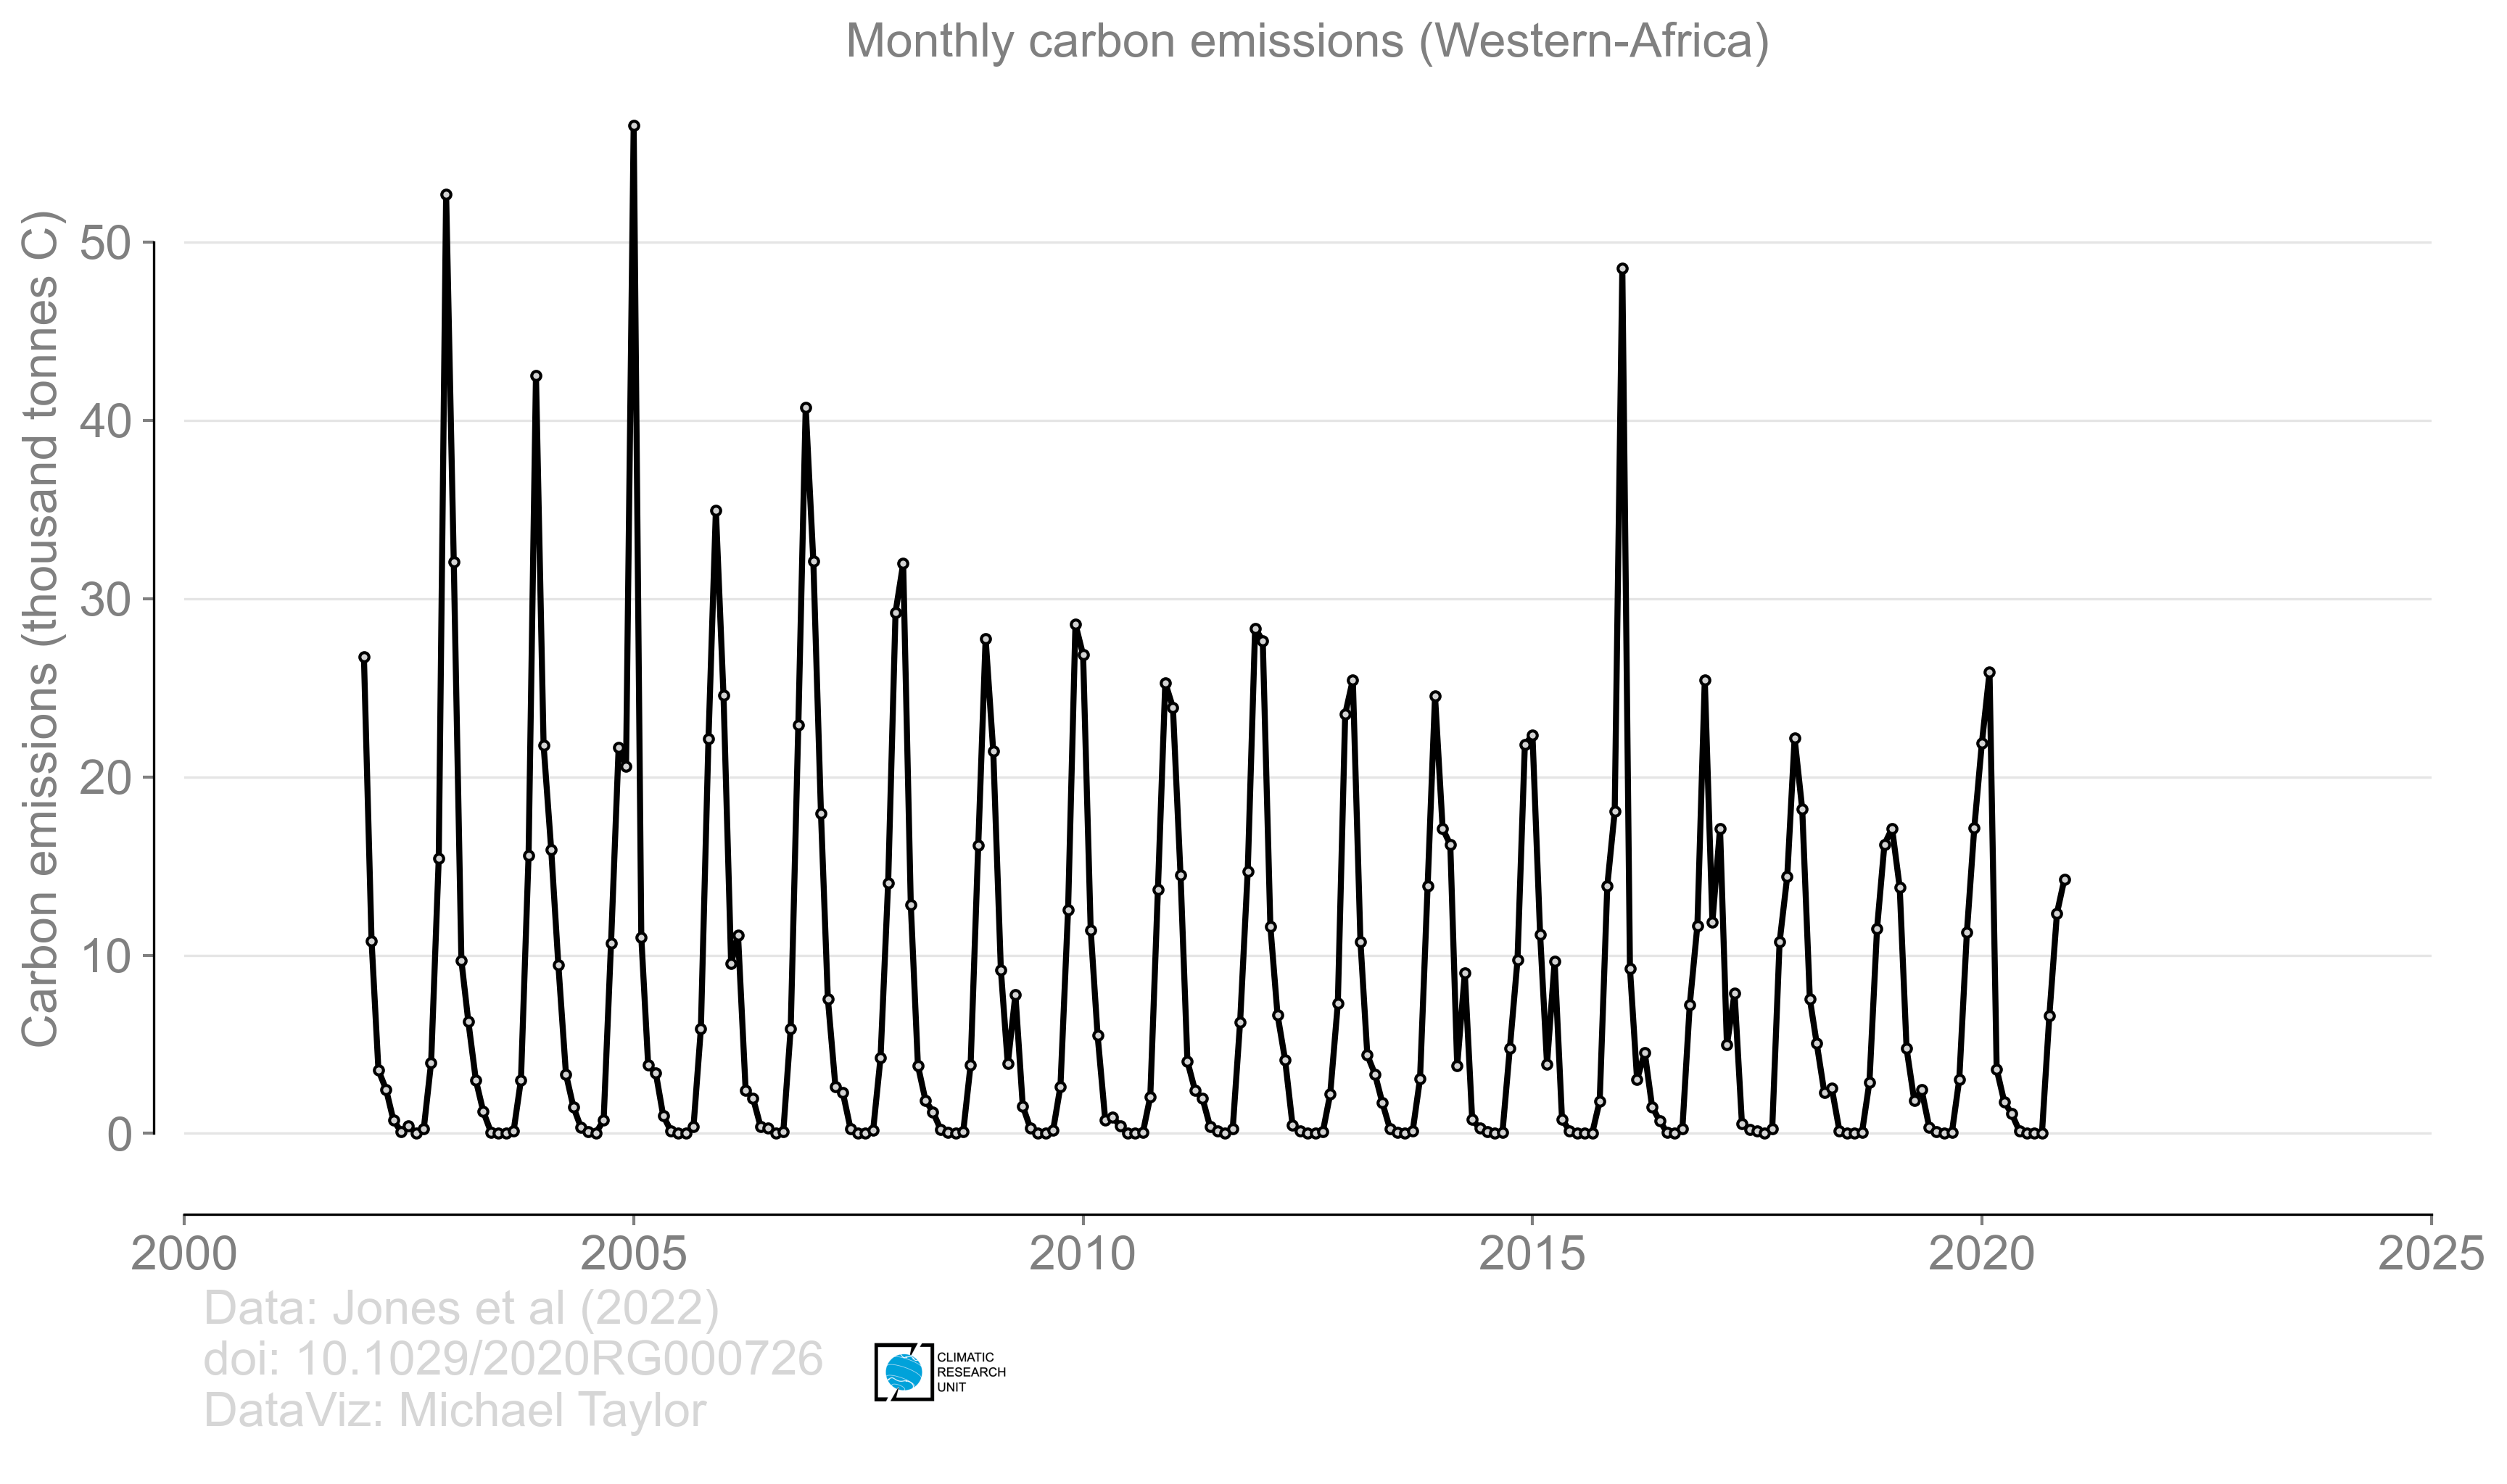 Monthly carbon emissions (Western-Africa)
Carbon emissions (thousand tonnes C)
50
40
30
20
10
0
2000 2005 2010 2015 2020 2025
Data: Jones et al (2022)
doi: 10.1029/2020RG000726
DataViz: Michael Taylor
CLIMATIC
RESEARCH
UNIT